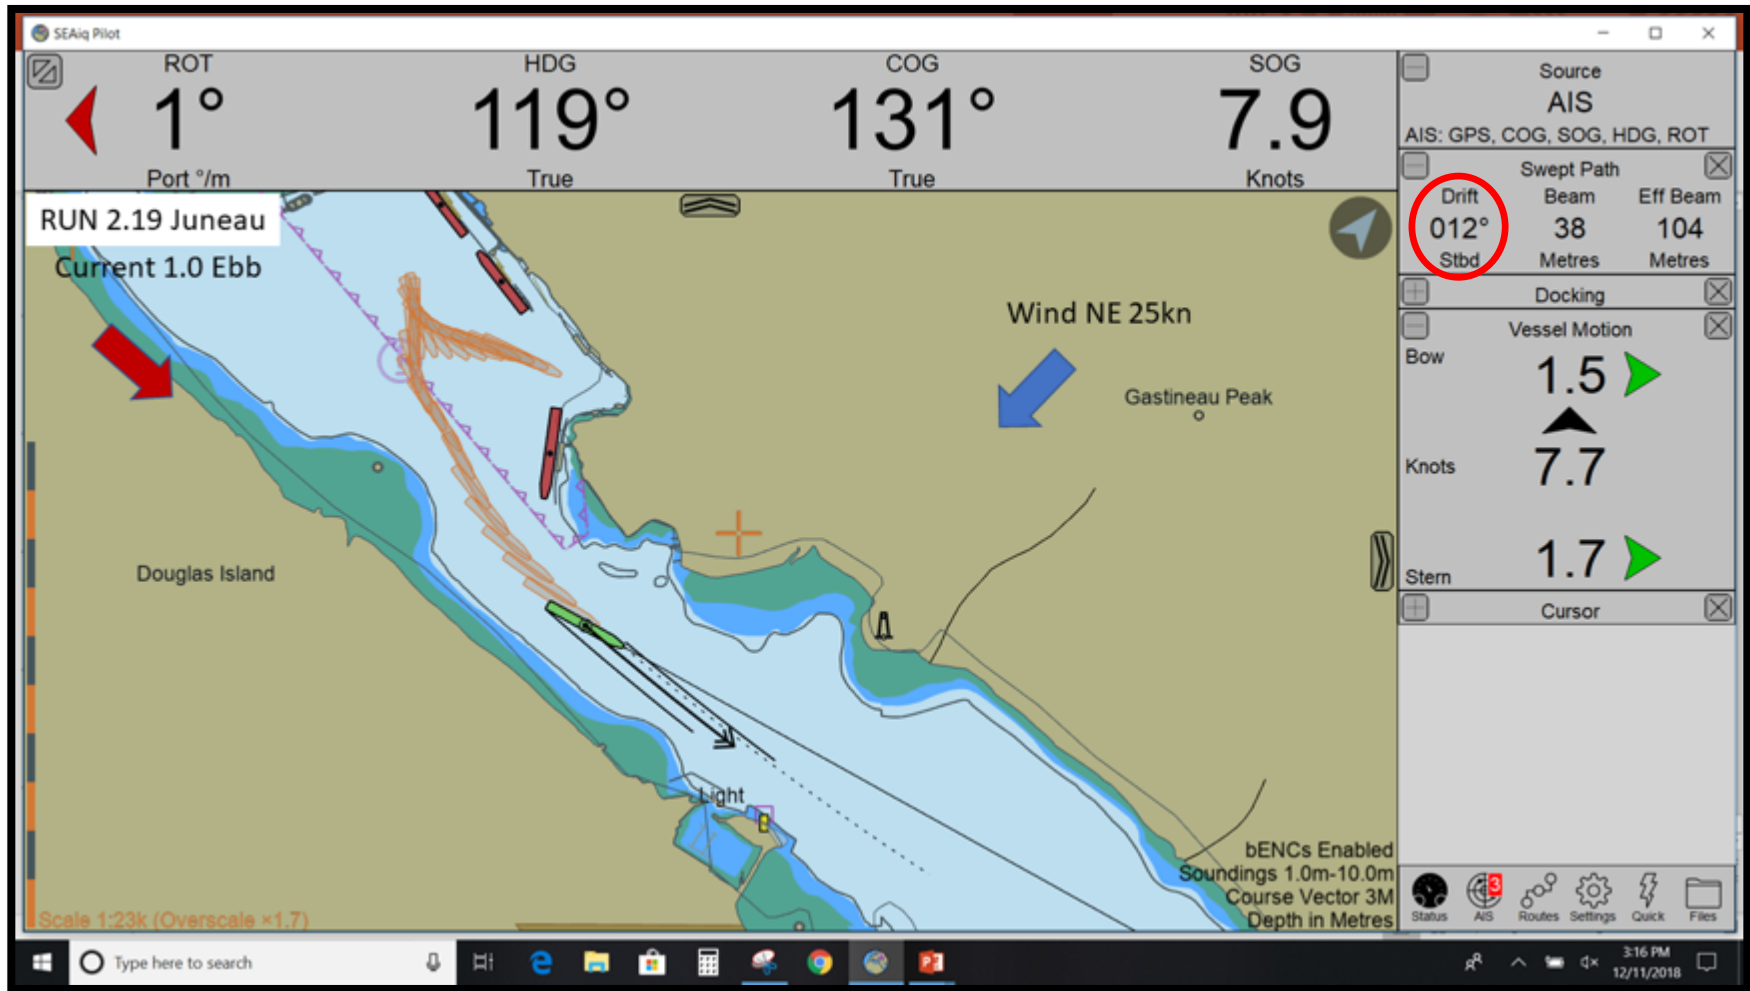 SEAiq Pilot
ROT
HDG
COG
SOG
1°
119°
131°
7.9
Port °/m
True
True
Knots
Source
AIS
AIS: GPS, COG, SOG, HDG, ROT
Swept Path
Drift
Beam
Eff Beam
012°
38
104
Stbd
Metres
Metres
Docking
Vessel Motion
Bow
1.5
Knots
7.7
Stern
1.7
Cursor
RUN 2.19 Juneau
Current 1.0 Ebb
Wind NE 25kn
Gastineau Peak
Douglas Island
Light
bENCs Enabled
Soundings 1.0m-10.0m
Course Vector 3M
Depth in Metres
Scale 1:23k (Overscale ×1.7)
3
Status
AIS
Routes
Settings
Quick
Files
Type here to search
3:16 PM
12/11/2018